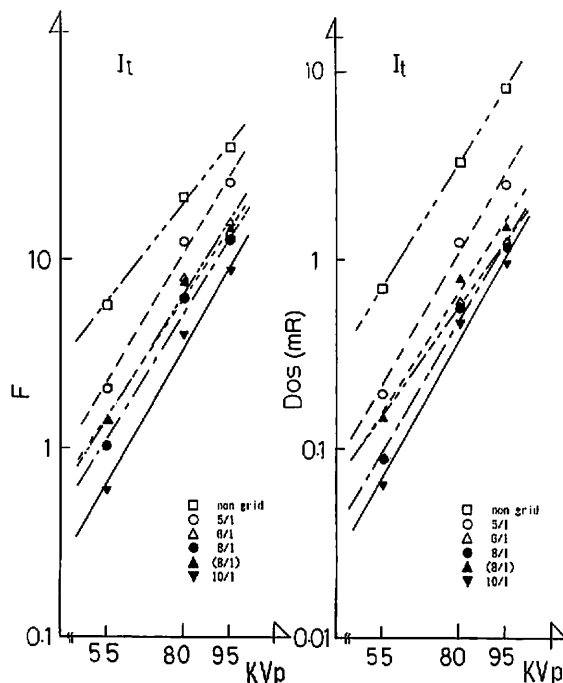 It
10
1
0.1
F
55 80 95
KVp
□ non grid
○ 5/1
△ 6/1
● 8/1
▲ (8/1)
▼ 10/1
It
10
1
0.1
0.01
Dos (mR)
55 80 95
KVp
□ non grid
○ 5/1
△ 6/1
● 8/1
▲ (8/1)
▼ 10/1